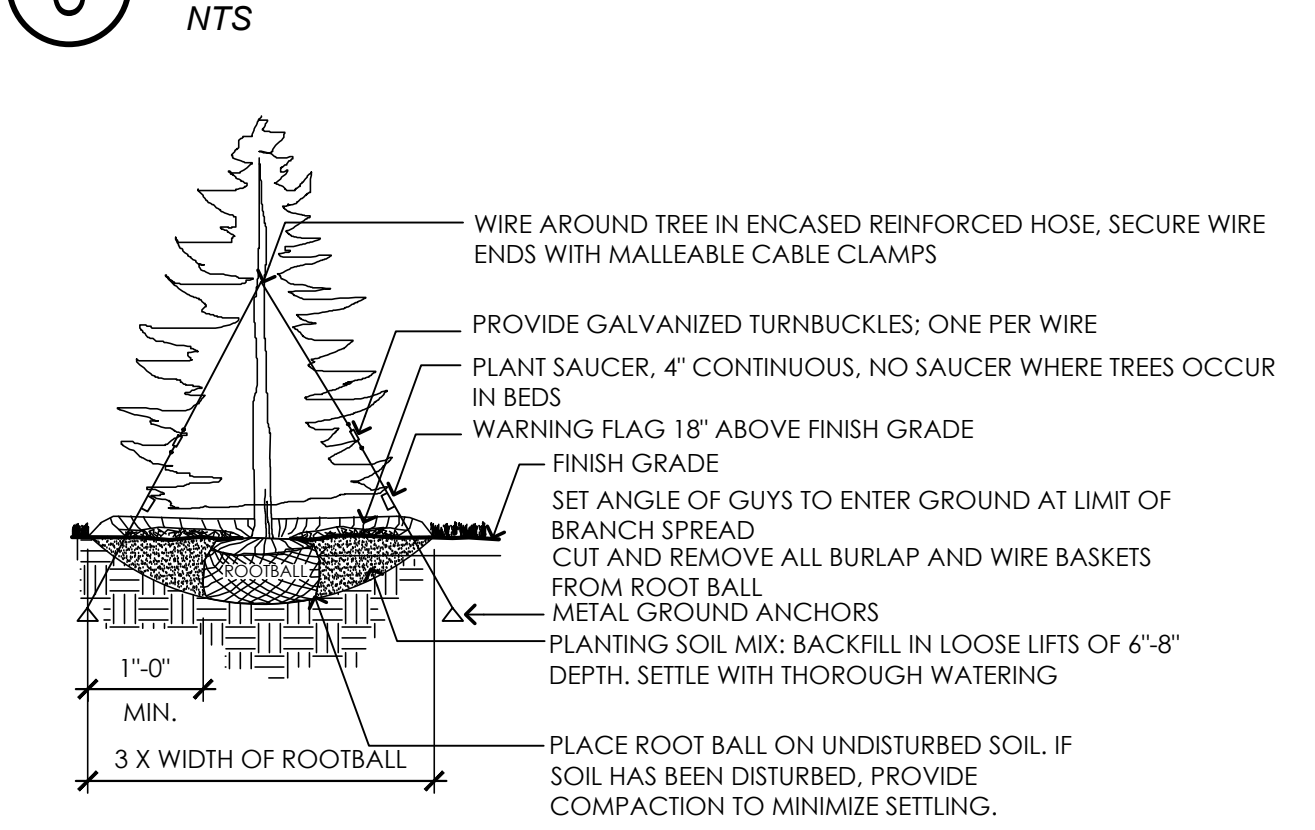 NTS
WIRE AROUND TREE IN ENCASED REINFORCED HOSE, SECURE WIRE
ENDS WITH MALLEABLE CABLE CLAMPS
PROVIDE GALVANIZED TURNBUCKLES; ONE PER WIRE
PLANT SAUCER, 4" CONTINUOUS, NO SAUCER WHERE TREES OCCUR
IN BEDS
WARNING FLAG 18" ABOVE FINISH GRADE
FINISH GRADE
SET ANGLE OF GUYS TO ENTER GROUND AT LIMIT OF
BRANCH SPREAD
CUT AND REMOVE ALL BURLAP AND WIRE BASKETS
FROM ROOT BALL
ROOTBALL
METAL GROUND ANCHORS
PLANTING SOIL MIX: BACKFILL IN LOOSE LIFTS OF 6"-8"
DEPTH. SETTLE WITH THOROUGH WATERING
1"-0"
MIN.
3 X WIDTH OF ROOTBALL
PLACE ROOT BALL ON UNDISTURBED SOIL. IF
SOIL HAS BEEN DISTURBED, PROVIDE
COMPACTION TO MINIMIZE SETTLING.